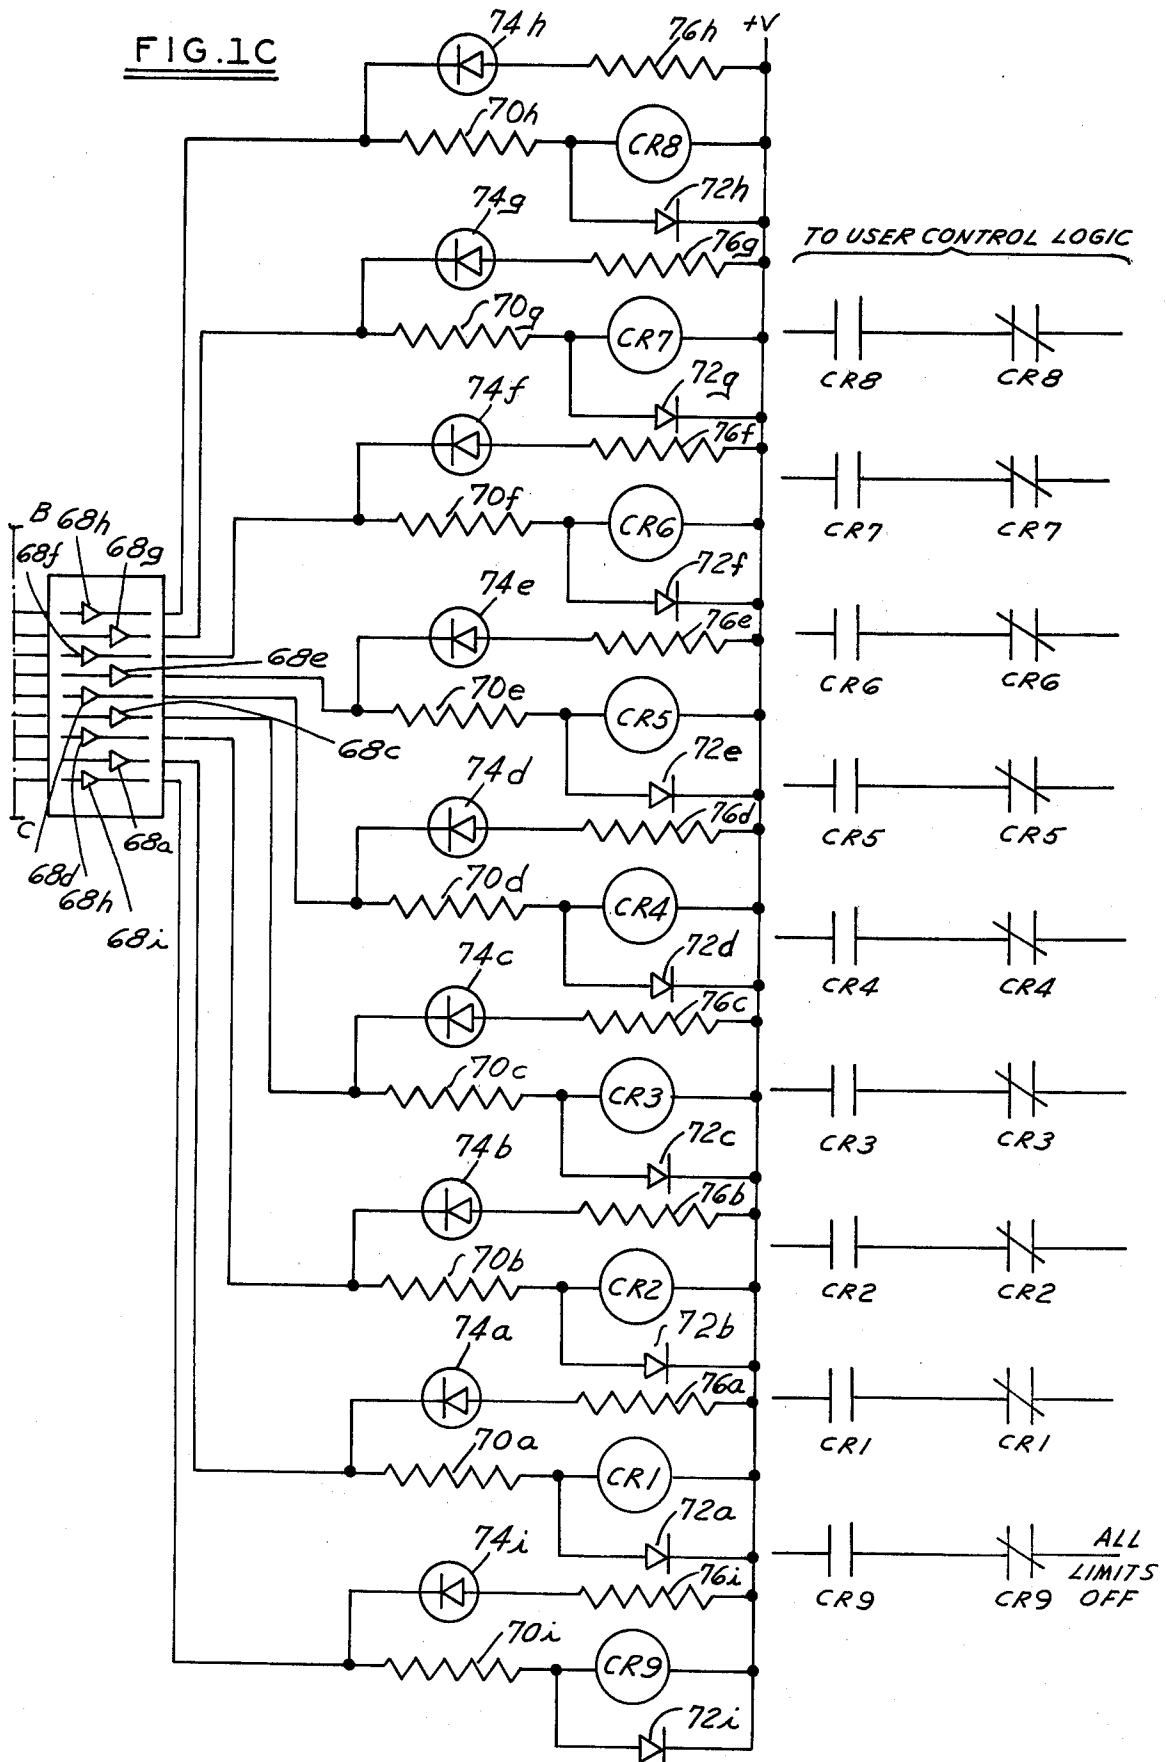 FIG.1C
74h
76h
+V
70h
CR8
72h
74g
76g
TO USER CONTROL LOGIC
70g
CR7
CR8
CR8
72g
74f
76f
70f
CR6
CR7
CR7
B
68h
68f
68g
72f
74e
76e
68e
70e
CR5
CR6
CR6
68c
72e
74d
76d
C
68a
CR5
CR5
68d
68h
70d
CR4
68i
72d
74c
76c
CR4
CR4
70c
CR3
72c
CR3
CR3
74b
76b
70b
CR2
CR2
CR2
74a
72b
76a
70a
CR1
CR1
CR1
72a
74i
76i
ALL
LIMITS
OFF
CR9
CR9
70i
CR9
72i